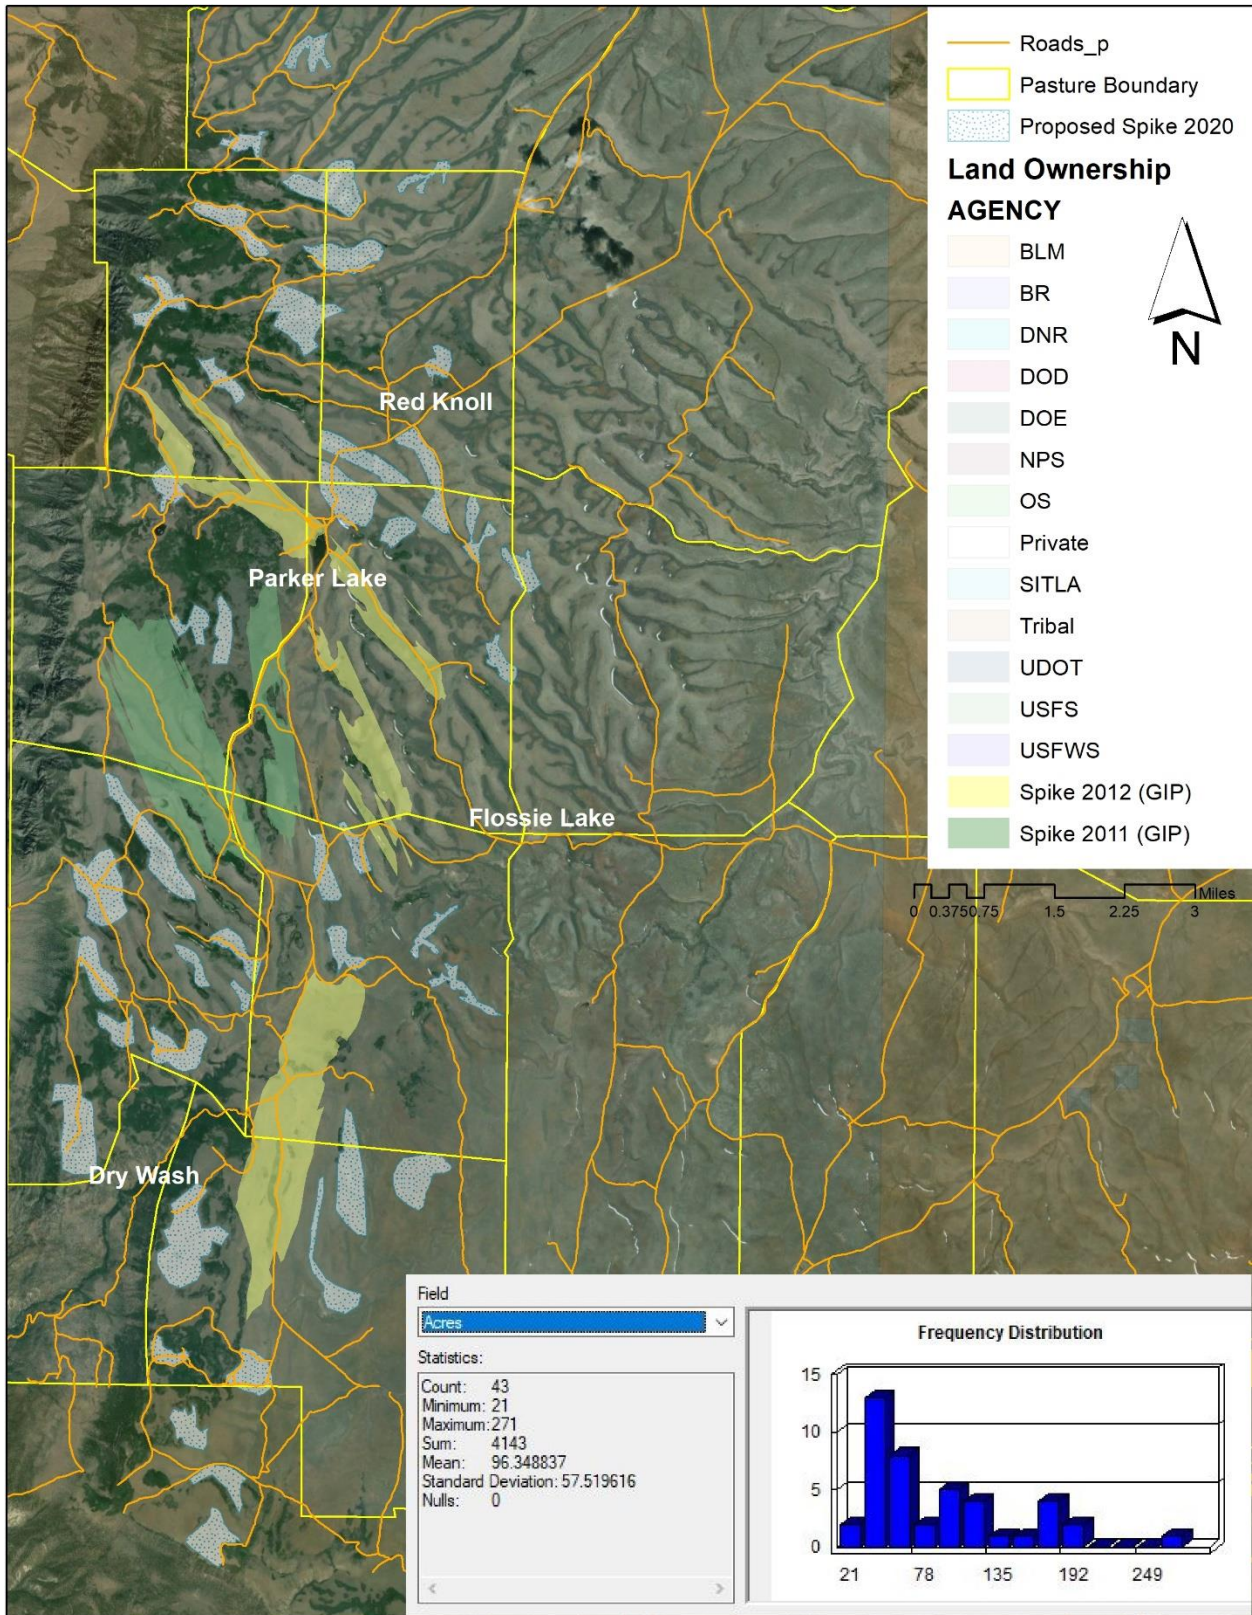 Roads_p
Pasture Boundary
Proposed Spike 2020
Land Ownership
AGENCY
BLM
BR
DNR
DOD
DOE
NPS
OS
Private
SITLA
Tribal
UDOT
USFS
USFWS
Spike 2012 (GIP)
Spike 2011 (GIP)
N
Miles
0 0.375 0.75 1.5 2.25 3
Red Knoll
Parker Lake
Flossie Lake
Dry Wash
Field
Acres
Statistics:
Count: 43
Minimum: 21
Maximum: 271
Sum: 4143
Mean: 96.348837
Standard Deviation: 57.519616
Nulls: 0
Frequency Distribution
15
10
5
0
21 78 135 192 249